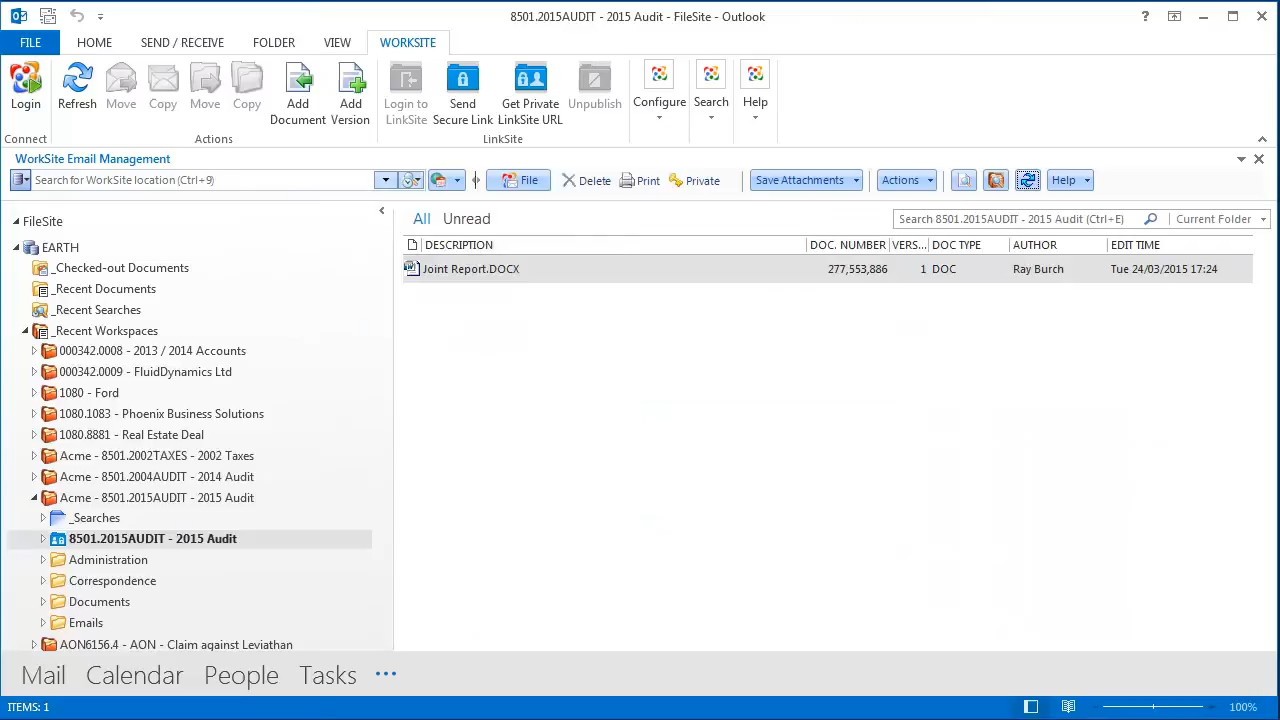 8501.2015AUDIT - 2015 Audit - FileSite - Outlook
FILE HOME SEND / RECEIVE FOLDER VIEW WORKSITE
Login Refresh Move Copy Move Copy Add Document Add Version Login to LinkSite Send Secure Link Get Private LinkSite URL Unpublish Configure Search Help
Connect Actions LinkSite
WorkSite Email Management
Search for WorkSite location (Ctrl+9) File Delete Print Private Save Attachments Actions Help
FileSite
EARTH
_Checked-out Documents
_Recent Documents
_Recent Searches
_Recent Workspaces
000342.0008 - 2013 / 2014 Accounts
000342.0009 - FluidDynamics Ltd
1080 - Ford
1080.1083 - Phoenix Business Solutions
1080.8881 - Real Estate Deal
Acme - 8501.2002TAXES - 2002 Taxes
Acme - 8501.2004AUDIT - 2014 Audit
Acme - 8501.2015AUDIT - 2015 Audit
_Searches
8501.2015AUDIT - 2015 Audit
Administration
Correspondence
Documents
Emails
AON6156.4 - AON - Claim against Leviathan
All Unread Search 8501.2015AUDIT - 2015 Audit (Ctrl+E) Current Folder
DESCRIPTION DOC. NUMBER VERS... DOC TYPE AUTHOR EDIT TIME
Joint Report.DOCX 277,553,886 1 DOC Ray Burch Tue 24/03/2015 17:24
Mail Calendar People Tasks ...
ITEMS: 1 100%